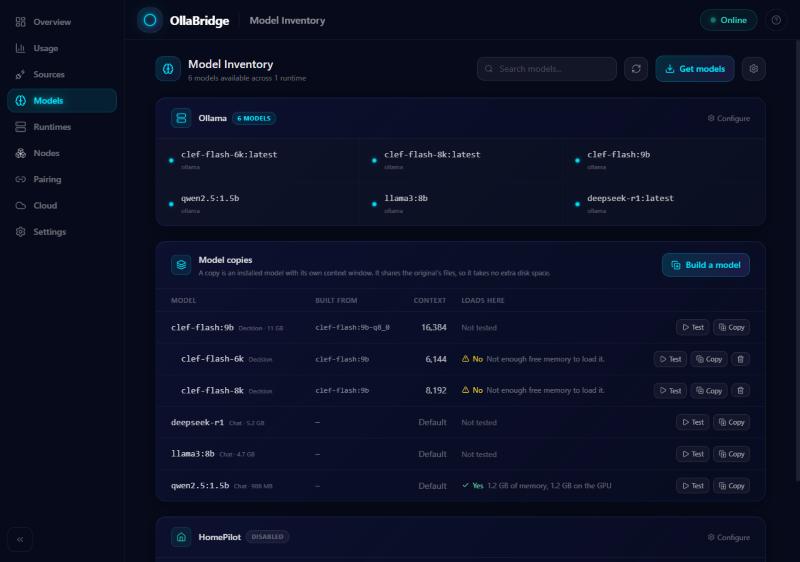 Overview
Usage
Sources
Models
Runtimes
Nodes
Pairing
Cloud
Settings
OllaBridge Model Inventory Online
Model Inventory
6 models available across 1 runtime
Search models...
Get models
Ollama 6 MODELS Configure
clef-flash-6k:latest clef-flash-8k:latest clef-flash:9b
ollama ollama ollama
qwen2.5:1.5b llama3:8b deepseek-r1:latest
ollama ollama ollama
Model copies
A copy is an installed model with its own context window. It shares the original's files, so it takes no extra disk space.
Build a model
MODEL BUILT FROM CONTEXT LOADS HERE
clef-flash:9b Decision · 11 GB clef-flash:9b-q8_0 16,384 Not tested Test Copy
clef-flash-6k Decision clef-flash:9b 6,144 No Not enough free memory to load it. Test Copy
clef-flash-8k Decision clef-flash:9b 8,192 No Not enough free memory to load it. Test Copy
deepseek-r1 Chat · 5.2 GB — Default Not tested Test Copy
llama3:8b Chat · 4.7 GB — Default Not tested Test Copy
qwen2.5:1.5b Chat · 986 MB — Default Yes 1.2 GB of memory, 1.2 GB on the GPU Test Copy
HomePilot DISABLED Configure